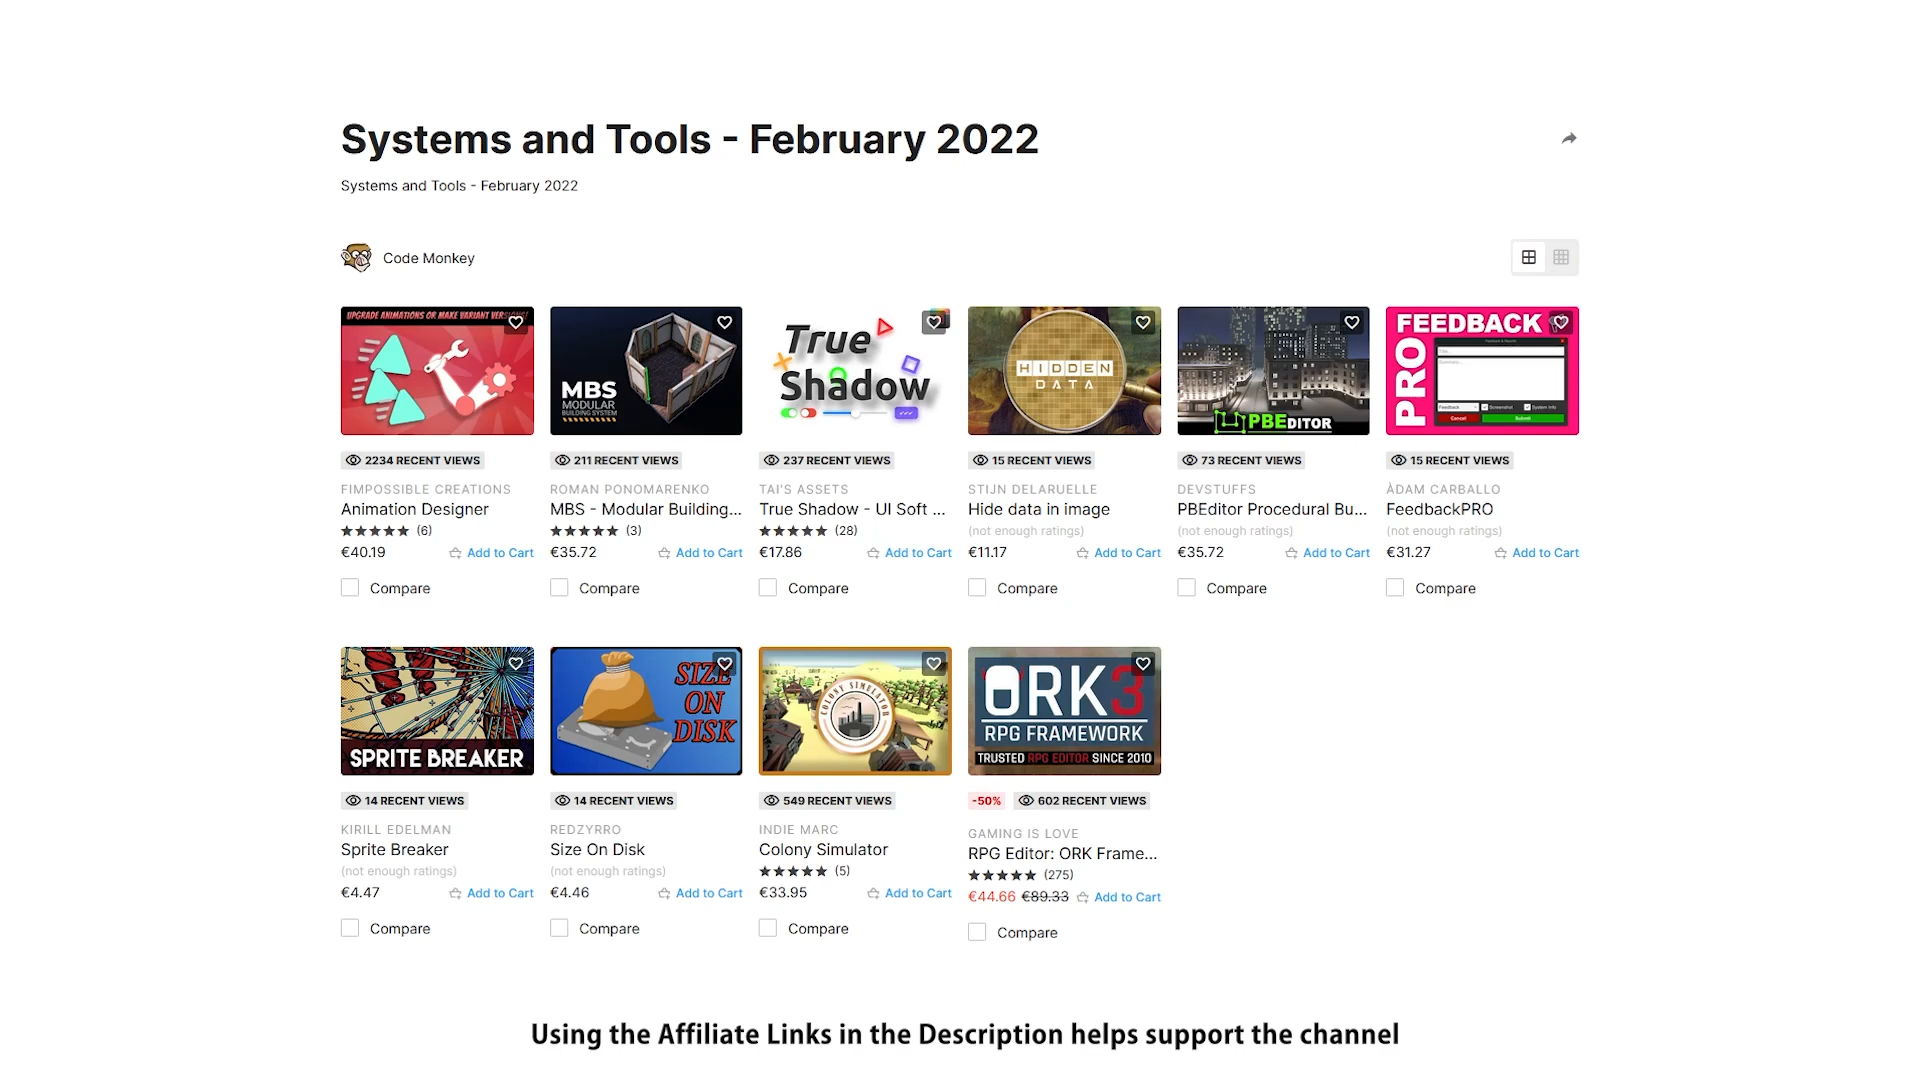 Systems and Tools - February 2022
Systems and Tools - February 2022
Code Monkey
UPGRADE ANIMATIONS OR MAKE VARIANT VERSIONS!
MBS
MODULAR
BUILDING SYSTEM
True
Shadow
HIDDEN
DATA
PBEDITOR
FEEDBACK
PRO
Feedback
Screenshot
System Info
Cancel
Submit
2234 RECENT VIEWS
211 RECENT VIEWS
237 RECENT VIEWS
15 RECENT VIEWS
73 RECENT VIEWS
15 RECENT VIEWS
FIMPOSSIBLE CREATIONS
ROMAN PONOMARENKO
TAI'S ASSETS
STIJN DELARUELLE
DEVSTUFFS
ÀDAM CARBALLO
Animation Designer
MBS - Modular Building...
True Shadow - UI Soft ...
Hide data in image
PBEditor Procedural Bu...
FeedbackPRO
★★★★★ (6)
★★★★★ (3)
★★★★★ (28)
(not enough ratings)
(not enough ratings)
(not enough ratings)
€40.19 Add to Cart
€35.72 Add to Cart
€17.86 Add to Cart
€11.17 Add to Cart
€35.72 Add to Cart
€31.27 Add to Cart
Compare
Compare
Compare
Compare
Compare
Compare
SPRITE BREAKER
SIZE
ON
DISK
COLONY SIMULATOR
ORK3
RPG FRAMEWORK
TRUSTED RPG EDITOR SINCE 2010
14 RECENT VIEWS
14 RECENT VIEWS
549 RECENT VIEWS
-50% 602 RECENT VIEWS
KIRILL EDELMAN
REDZYRRO
INDIE MARC
GAMING IS LOVE
Sprite Breaker
Size On Disk
Colony Simulator
RPG Editor: ORK Frame...
(not enough ratings)
(not enough ratings)
★★★★★ (5)
★★★★★ (275)
€4.47 Add to Cart
€4.46 Add to Cart
€33.95 Add to Cart
€44.66 €89.33 Add to Cart
Compare
Compare
Compare
Compare
Using the Affiliate Links in the Description helps support the channel